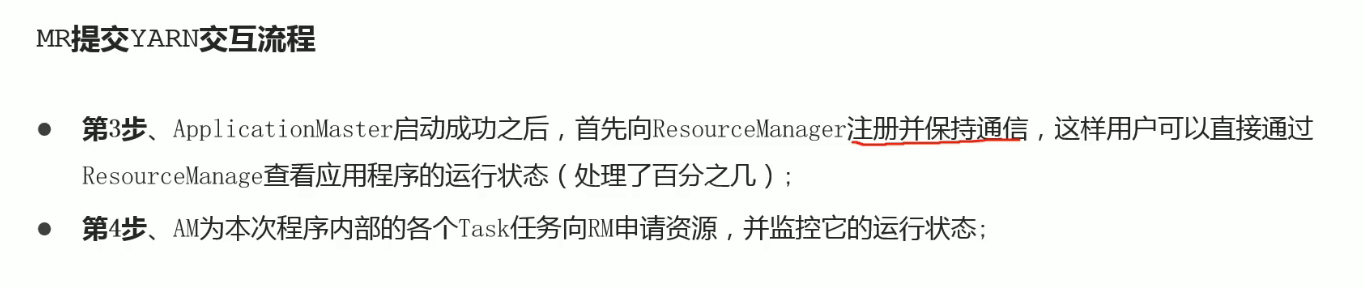 MR提交YARN交互流程
● 第3步、ApplicationMaster启动成功之后，首先向ResourceManager注册并保持通信，这样用户可以直接通过
ResourceManage查看应用程序的运行状态（处理了百分之几）；
● 第4步、AM为本次程序内部的各个Task任务向RM申请资源，并监控它的运行状态；